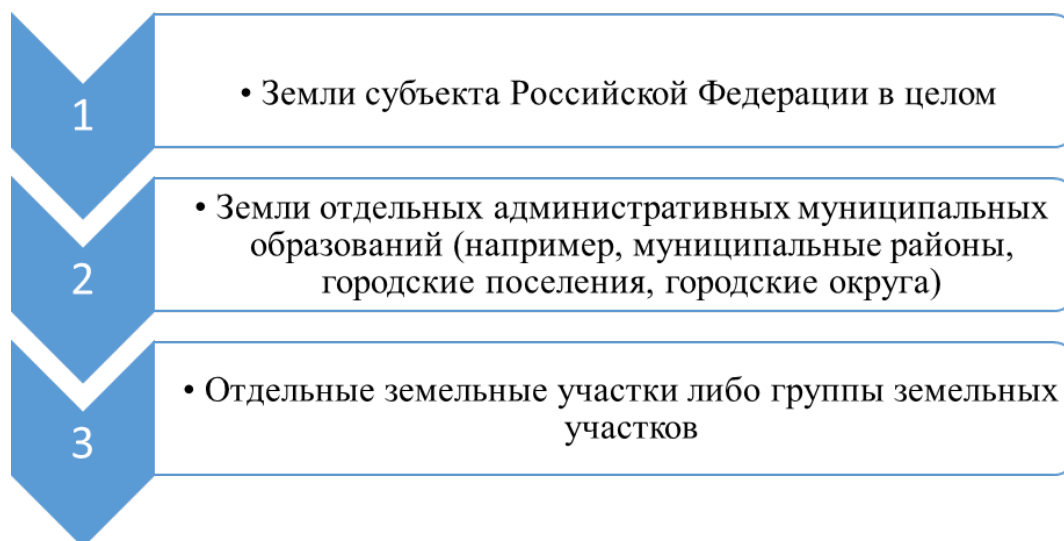 1
• Земли субъекта Российской Федерации в целом
2
• Земли отдельных административных муниципальных
образований (например, муниципальные районы,
городские поселения, городские округа)
3
• Отдельные земельные участки либо группы земельных
участков